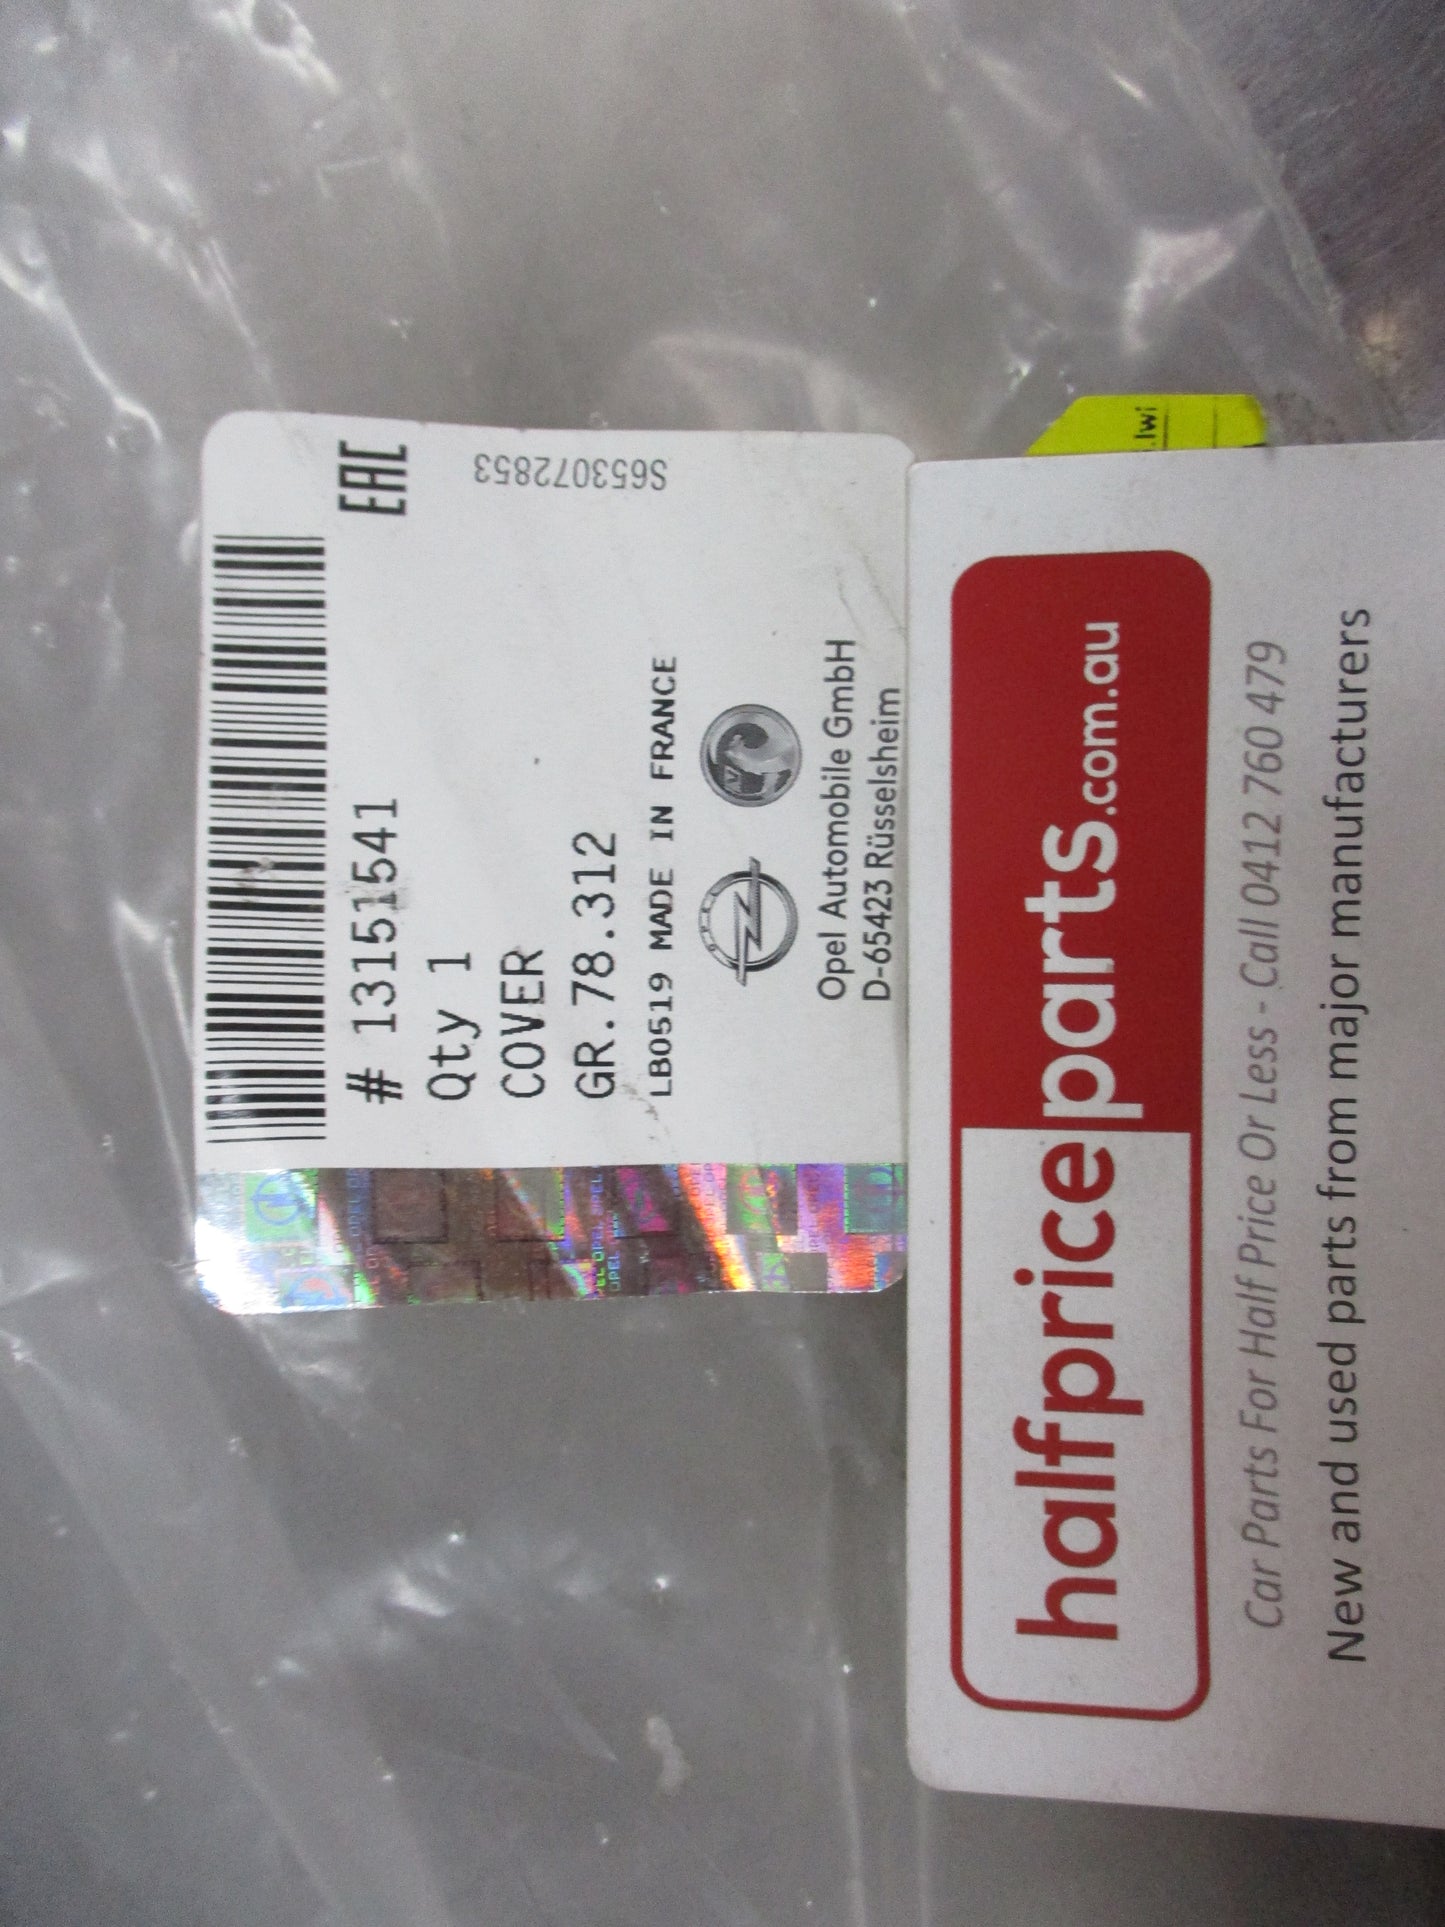 # 13151541
EAC
Qty 1
COVER
GR.78.312
LB0519 MADE IN FRANCE
S653072853
Opel Automobile GmbH
D-65423 Rüsselsheim
halfpriceparts.com.au
Car Parts For Half Price Or Less - Call 0412 760 479
New and used parts from major manufacturers